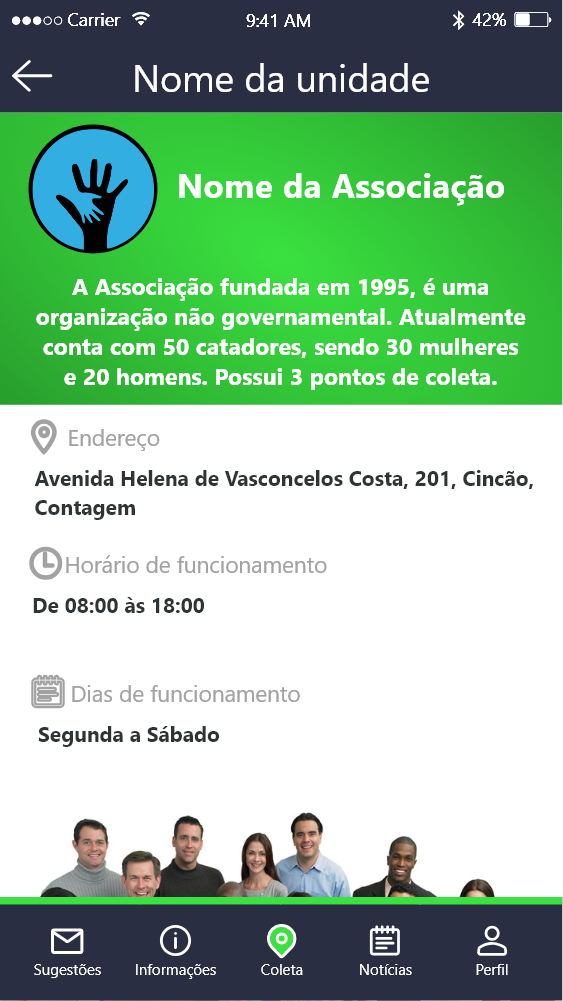 Carrier 9:41 AM 42%
Nome da unidade
Nome da Associação
A Associação fundada em 1995, é uma
organização não governamental. Atualmente
conta com 50 catadores, sendo 30 mulheres
e 20 homens. Possui 3 pontos de coleta.
Endereço
Avenida Helena de Vasconcelos Costa, 201, Cincão,
Contagem
Horário de funcionamento
De 08:00 às 18:00
Dias de funcionamento
Segunda a Sábado
Sugestões Informações Coleta Notícias Perfil